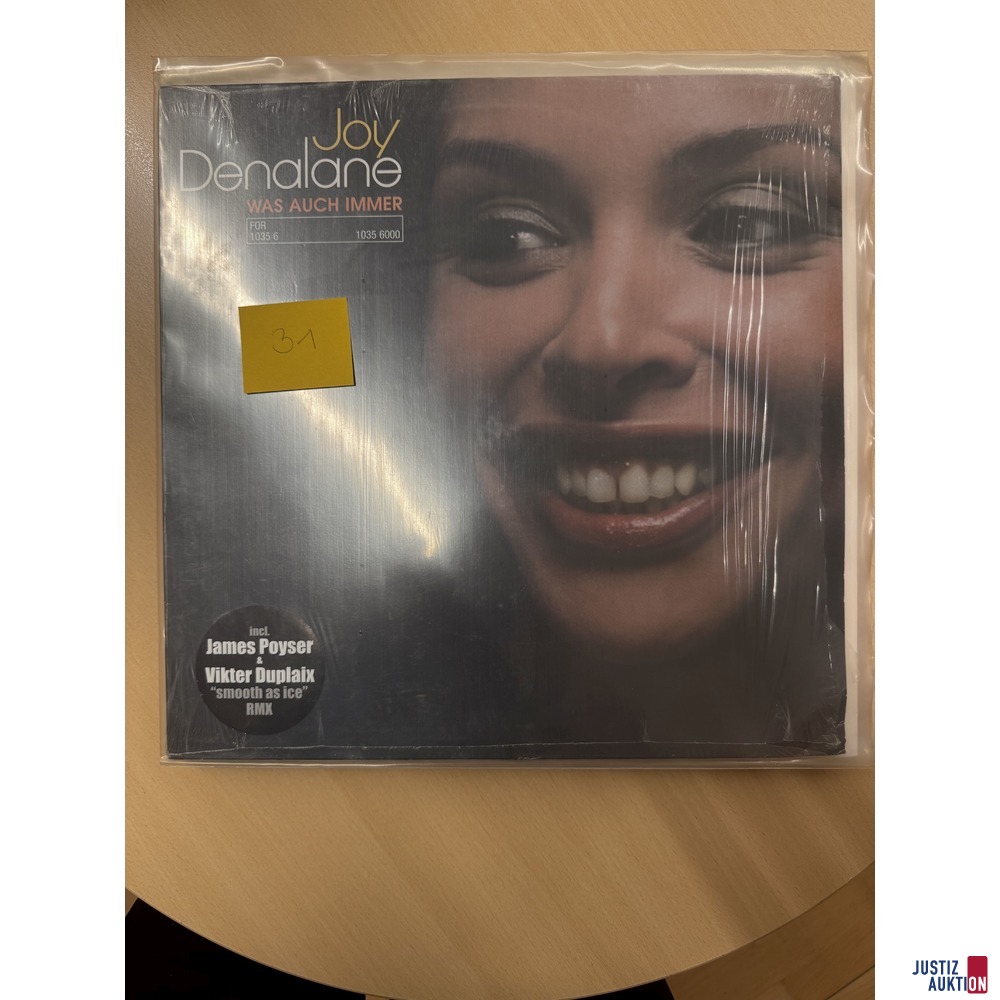 Joy
Denalane
WAS AUCH IMMER
FOR
1035 6 1035 6000
31
incl.
James Poyser
&
Vikter Duplaix
"smooth as ice"
RMX
JUSTIZ
AUKTION